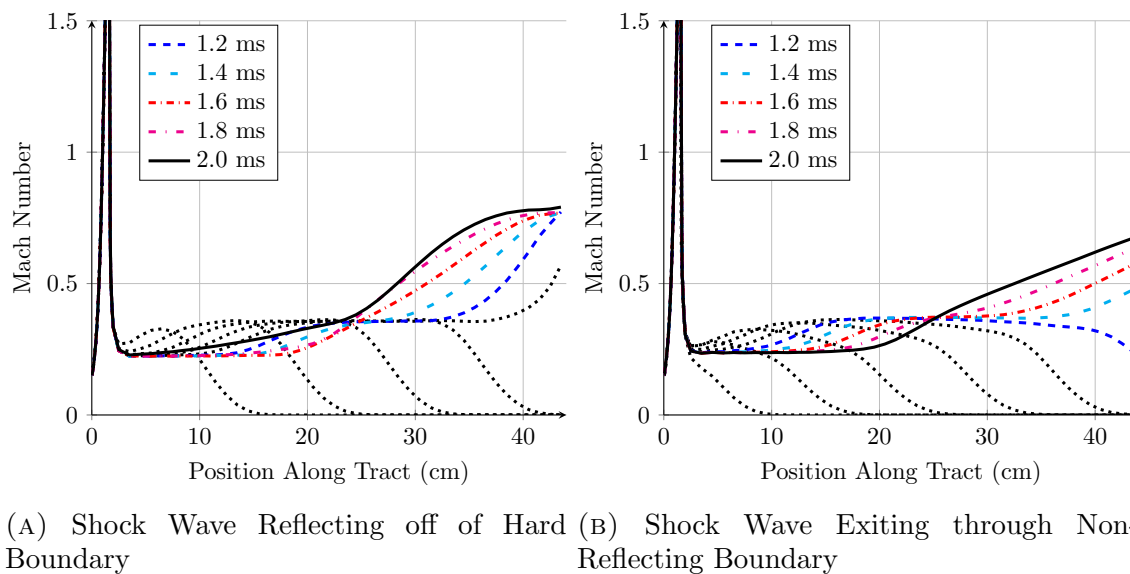 1.5
1
0.5
0
Mach Number
1.2 ms
1.4 ms
1.6 ms
1.8 ms
2.0 ms
0
10
20
30
40
Position Along Tract (cm)
(A) Shock Wave Reflecting off of Hard
Boundary
1.5
1
0.5
0
Mach Number
1.2 ms
1.4 ms
1.6 ms
1.8 ms
2.0 ms
0
10
20
30
40
Position Along Tract (cm)
(B) Shock Wave Exiting through Non-
Reflecting Boundary